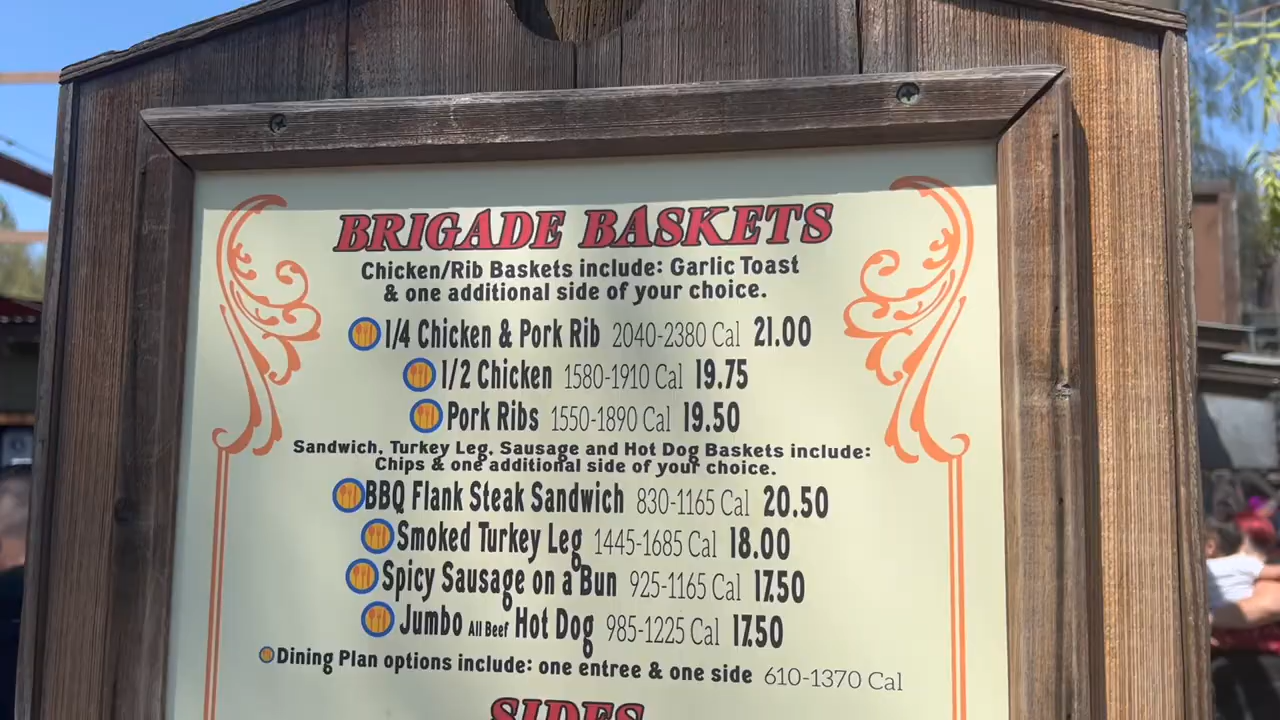 BRIGADE BASKETS
Chicken/Rib Baskets include: Garlic Toast
& one additional side of your choice.
1/4 Chicken & Pork Rib 2040-2380 Cal 21.00
1/2 Chicken 1580-1910 Cal 19.75
Pork Ribs 1550-1890 Cal 19.50
Sandwich, Turkey Leg, Sausage and Hot Dog Baskets include:
Chips & one additional side of your choice.
BBQ Flank Steak Sandwich 830-1165 Cal 20.50
Smoked Turkey Leg 1445-1685 Cal 18.00
Spicy Sausage on a Bun 925-1165 Cal 17.50
Jumbo All Beef Hot Dog 985-1225 Cal 17.50
Dining Plan options include: one entree & one side 610-1370 Cal
SIDES